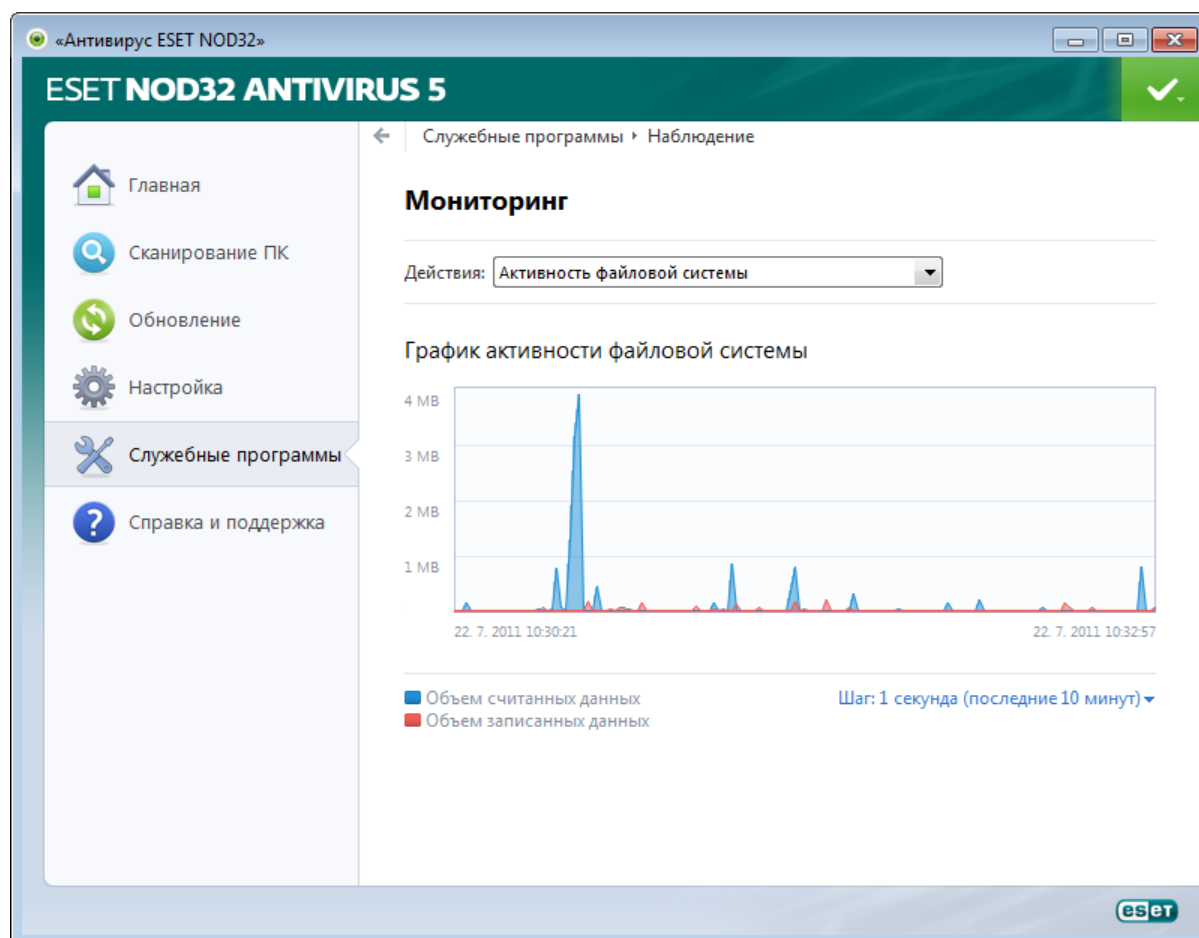 «Антивирус ESET NOD32»
ESET NOD32 ANTIVIRUS 5
Служебные программы ▸ Наблюдение
Главная
Сканирование ПК
Обновление
Настройка
Служебные программы
Справка и поддержка
Мониторинг
Действия: Активность файловой системы
График активности файловой системы
4 MB
3 MB
2 MB
1 MB
22. 7. 2011 10:30:21 22. 7. 2011 10:32:57
Объем считанных данных
Объем записанных данных
Шаг: 1 секунда (последние 10 минут)
eset